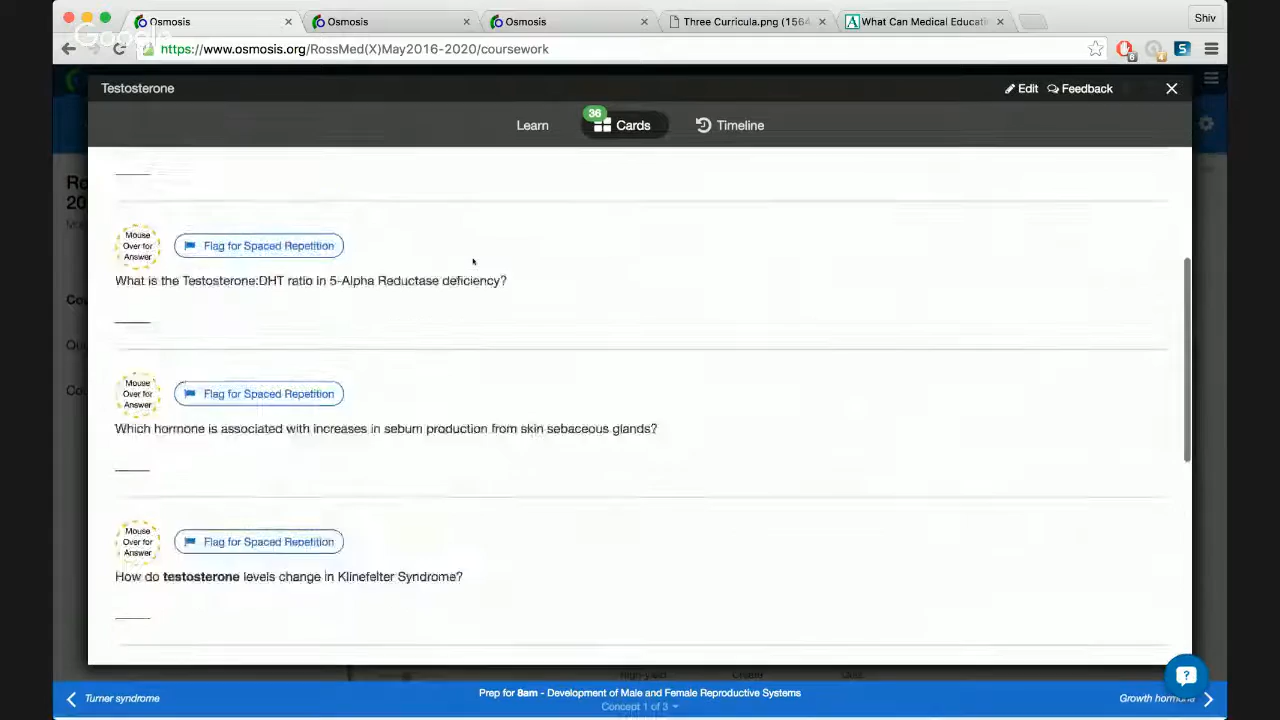 Osmosis
Osmosis
Osmosis
Three Curricula.png (1564
What Can Medical Educati
Shiv
Google
https://www.osmosis.org/RossMed(X)May2016-2020/coursework
6
4
Testosterone
Edit
Feedback
36
Learn
Cards
Timeline
Ro
20
Mouse
Over for
Answer
Flag for Spaced Repetition
What is the Testosterone:DHT ratio in 5-Alpha Reductase deficiency?
Mouse
Over for
Answer
Flag for Spaced Repetition
Which hormone is associated with increases in sebum production from skin sebaceous glands?
Mouse
Over for
Answer
Flag for Spaced Repetition
How do testosterone levels change in Klinefelter Syndrome?
Turner syndrome
Prep for 8am - Development of Male and Female Reproductive Systems
Concept 1 of 3
Growth hormone